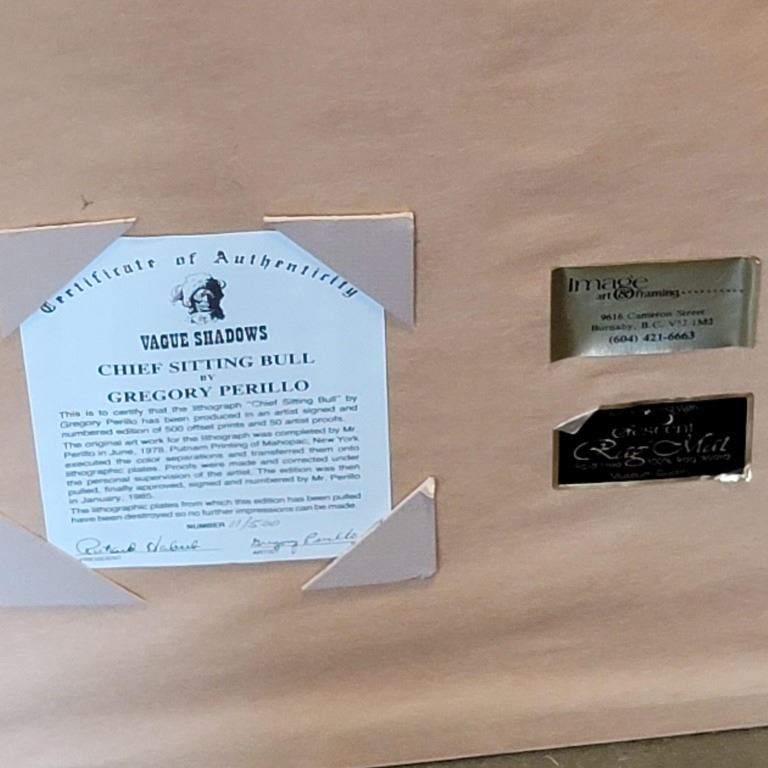 Certificate of Authenticity
VAGUE SHADOWS
CHIEF SITTING BULL
BY
GREGORY PERILLO
This is to certify that the lithograph "Chief Sitting Bull" by
Gregory Perillo has been produced in an artist signed and
numbered edition of 500 offset prints and 50 artist proofs.
The original art work for the lithograph was completed by Mr.
Perillo in June, 1978. Putnam Printing of Mahopac, New York
executed the color separations and transferred them onto
lithographic plates. Proofs were made and corrected under
the personal supervision of the artist. The edition was then
pulled, finally approved, signed and numbered by Mr. Perillo
in January, 1985.
The lithographic plates from which this edition has been pulled
have been destroyed so no further impressions can be made.
NUMBER 11/500
Gregory Perillo
PRESIDENT ARTIST
Image
art & framing
9616 Cameron Street
Burnaby, B.C. V3J 1M2
(604) 421-6663
Crescent
Rag Mat